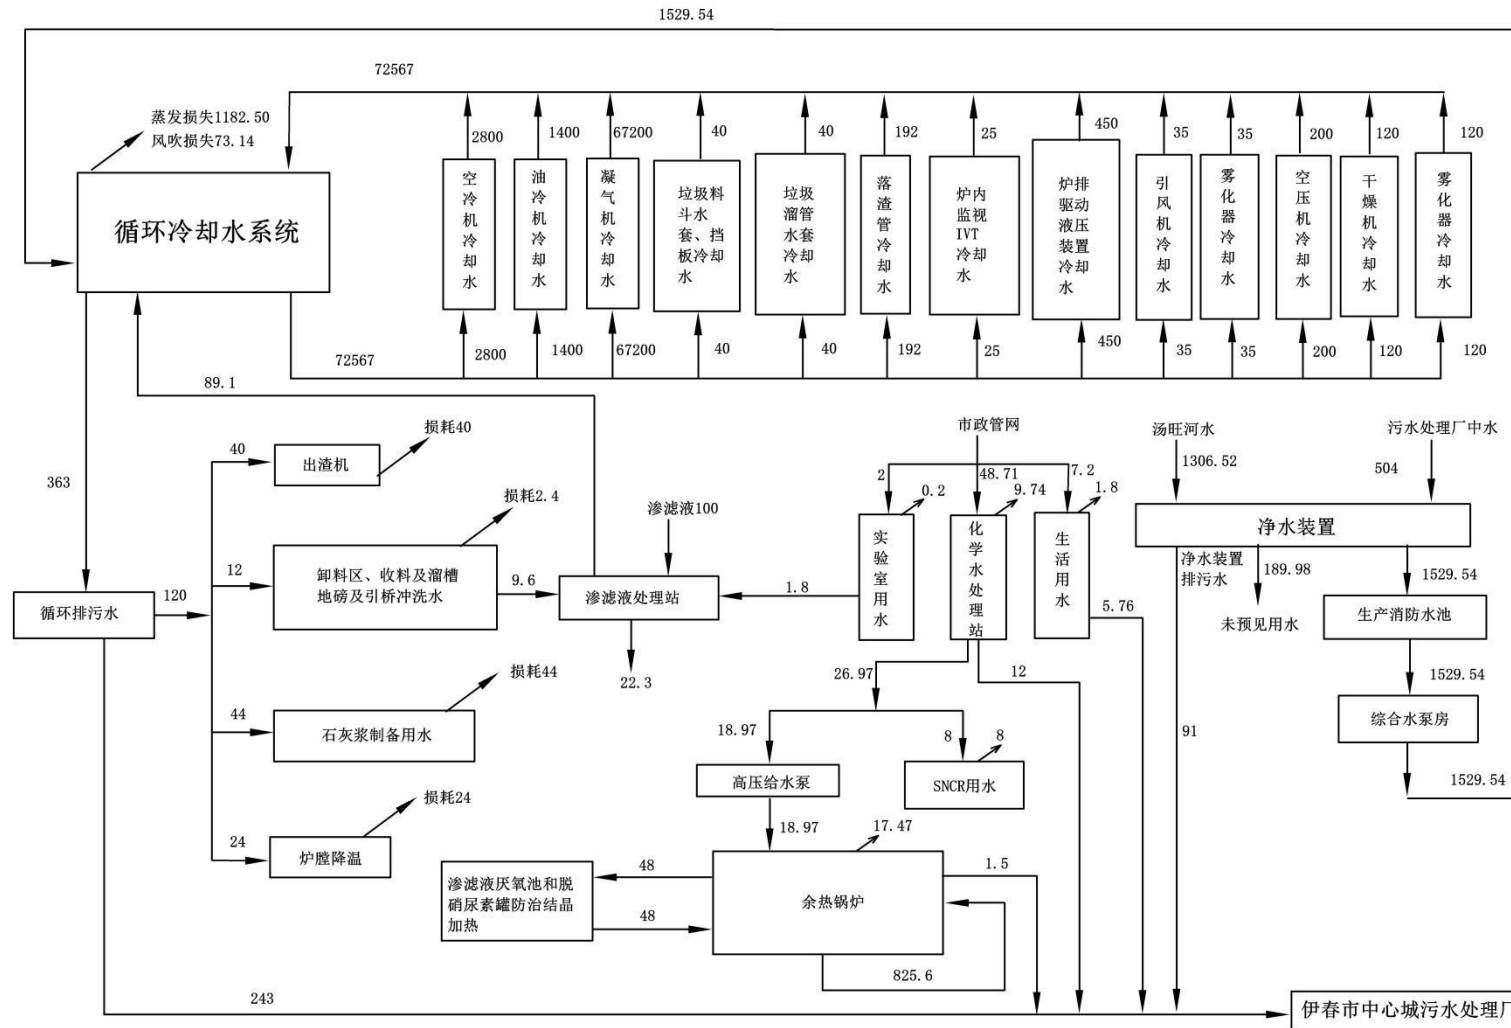 1529.54
72567
蒸发损失1182.50
风吹损失73.14
循环冷却水系统
2800
1400
67200
40
40
192
25
450
35
35
200
120
120
空冷机冷却水
油冷机冷却水
凝气机冷却水
垃圾料
斗水
套、挡
板冷却
水
垃圾
溜管
水套
冷却
水
落渣管冷却水
炉内
监视
IVT
冷却
水
炉排
驱动
液压
装置
冷却
水
引风机冷却水
雾化器冷却水
空压机冷却水
干燥机冷却水
雾化器冷却水
2800
1400
67200
40
40
192
25
450
35
35
200
120
120
72567
89.1
363
市政管网
汤旺河水
污水处理厂中水
1306.52
504
2
48.71
7.2
0.2
9.74
1.8
损耗40
40
出渣机
损耗2.4
12
卸料区、收料及溜槽
地磅及引桥冲洗水
9.6
渗滤液100
渗滤液处理站
1.8
22.3
实验室用水
化学水处理站
生活用水
5.76
净水装置
净水装置
排污水
189.98
未预见用水
1529.54
生产消防水池
1529.54
综合水泵房
1529.54
91
循环排污水
120
损耗44
44
石灰浆制备用水
损耗24
24
炉膛降温
26.97
12
18.97
8
8
高压给水泵
SNCR用水
18.97
17.47
1.5
渗滤液厌氧池和脱
硝尿素罐防治结晶
加热
48
48
余热锅炉
825.6
243
伊春市中心城污水处理厂